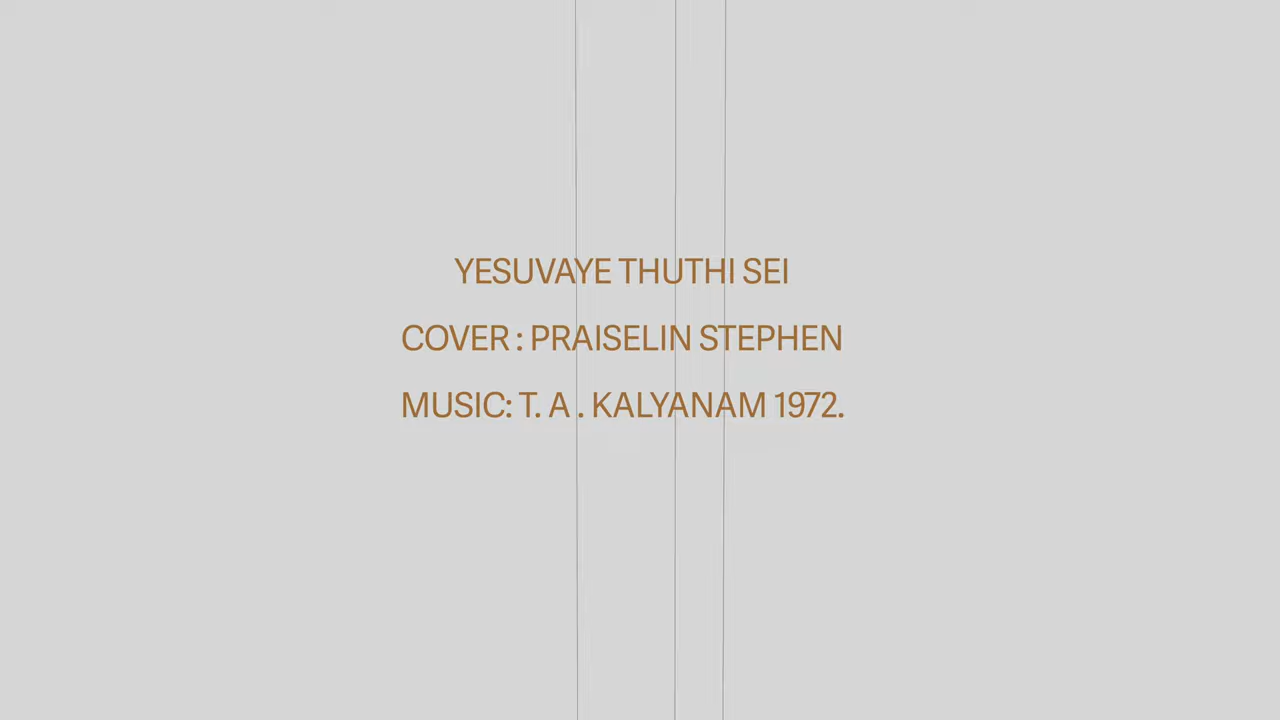 YESUVAYE THUTHI SEI
COVER : PRAISELIN STEPHEN
MUSIC: T. A . KALYANAM 1972.